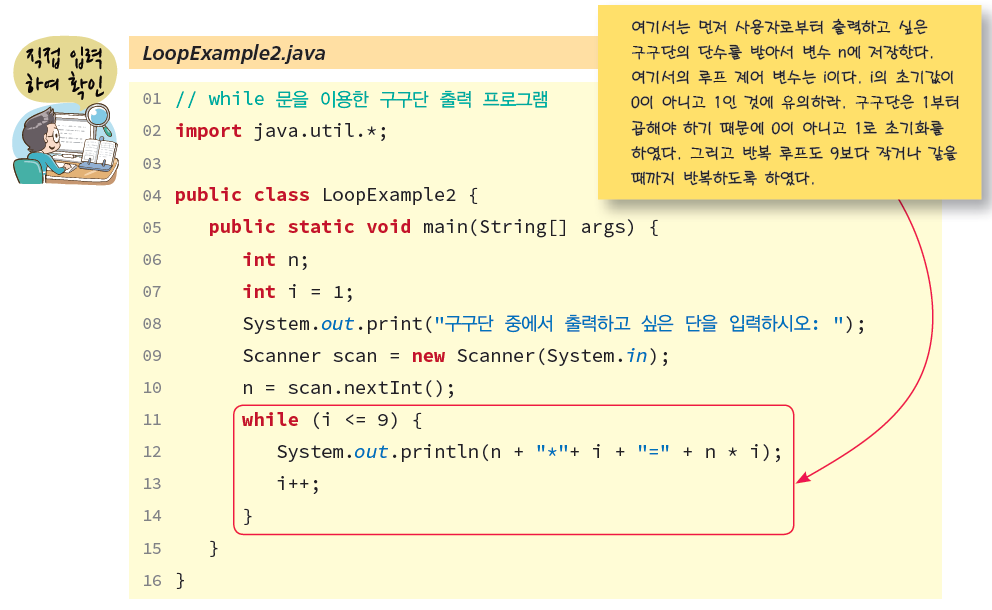 직접 입력
하여 확인
LoopExample2.java
여기서는 먼저 사용자로부터 출력하고 싶은
구구단의 단수를 받아서 변수 n에 저장한다.
여기서의 루프 제어 변수는 i이다. i의 초기값이
0이 아니고 1인 것에 유의하라. 구구단은 1부터
곱해야 하기 때문에 0이 아니고 1로 초기화를
하였다. 그리고 반복 루프도 9보다 작거나 같을
때까지 반복하도록 하였다.
01 // while 문을 이용한 구구단 출력 프로그램
02 import java.util.*;
03
04 public class LoopExample2 {
05 public static void main(String[] args) {
06 int n;
07 int i = 1;
08 System.out.print("구구단 중에서 출력하고 싶은 단을 입력하시오: ");
09 Scanner scan = new Scanner(System.in);
10 n = scan.nextInt();
11 while (i <= 9) {
12 System.out.println(n + "*"+ i + "=" + n * i);
13 i++;
14 }
15 }
16 }